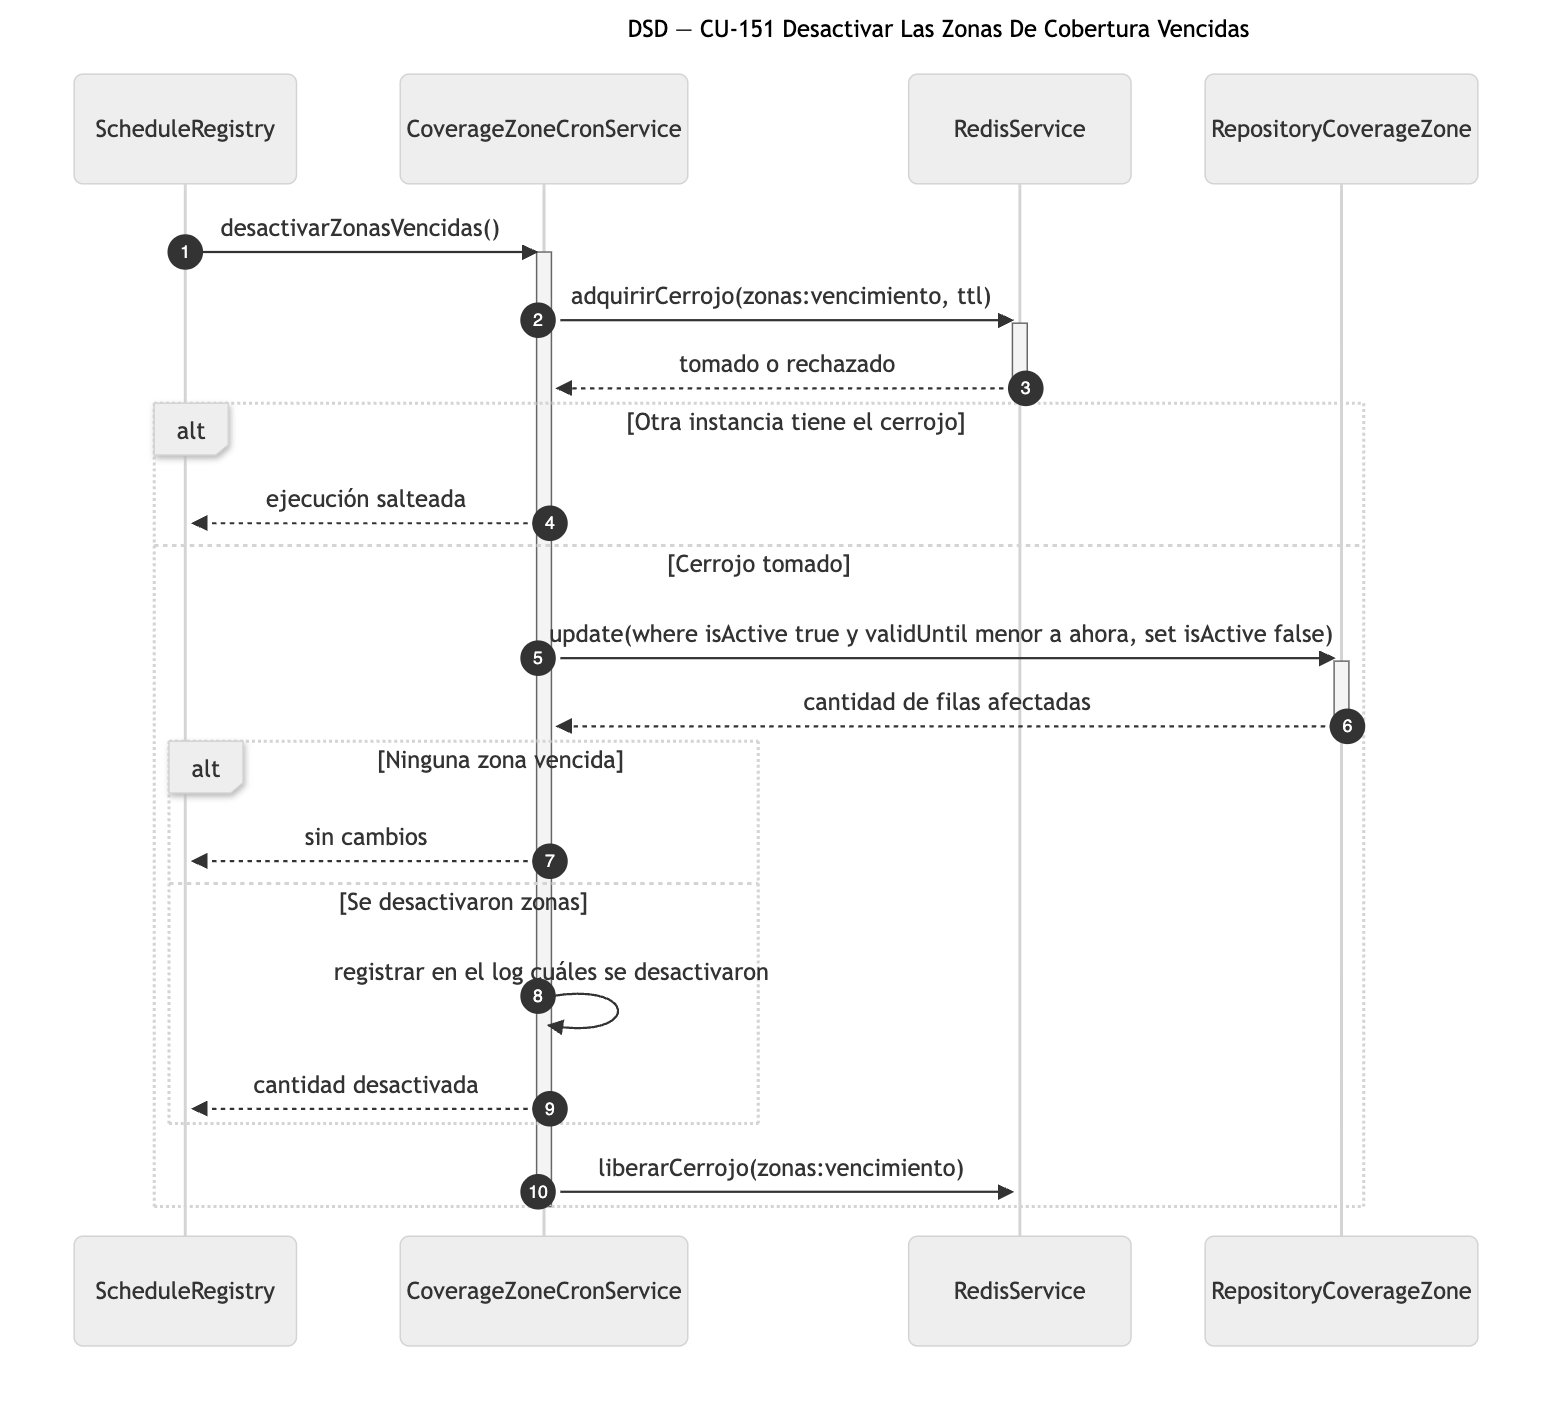 DSD — CU-151 Desactivar Las Zonas De Cobertura Vencidas
ScheduleRegistry
CoverageZoneCronService
RedisService
RepositoryCoverageZone
desactivarZonasVencidas()
1
adquirirCerrojo(zonas:vencimiento, ttl)
2
tomado o rechazado
3
alt
[Otra instancia tiene el cerrojo]
ejecución salteada
4
[Cerrojo tomado]
update(where isActive true y validUntil menor a ahora, set isActive false)
5
cantidad de filas afectadas
6
alt
[Ninguna zona vencida]
sin cambios
7
[Se desactivaron zonas]
registrar en el log cuáles se desactivaron
8
cantidad desactivada
9
liberarCerrojo(zonas:vencimiento)
10
ScheduleRegistry
CoverageZoneCronService
RedisService
RepositoryCoverageZone